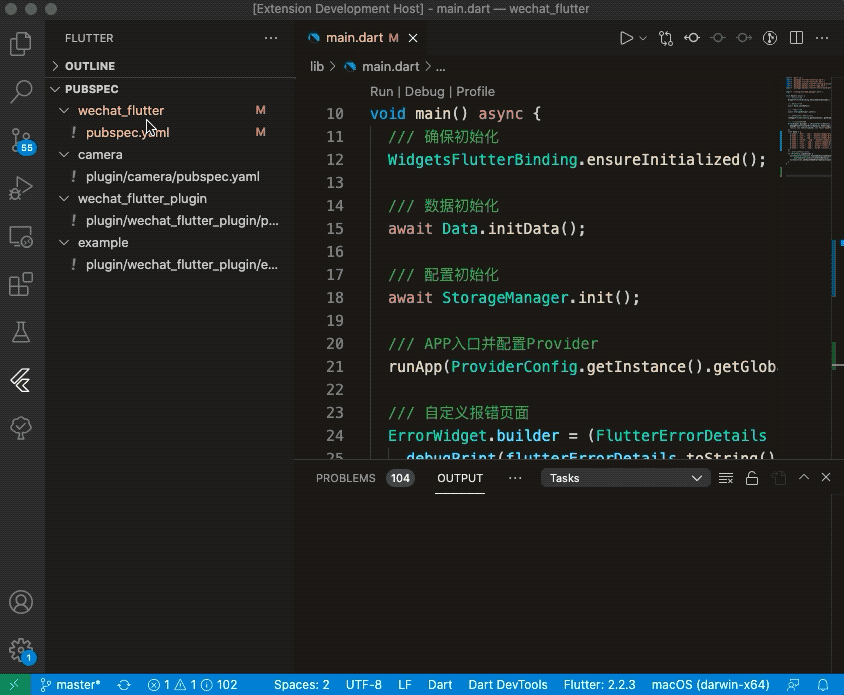 [Extension Development Host] - main.dart — wechat_flutter
FLUTTER
OUTLINE
PUBSPEC
wechat_flutter M
pubspec.yaml M
camera
plugin/camera/pubspec.yaml
wechat_flutter_plugin
plugin/wechat_flutter_plugin/p...
example
plugin/wechat_flutter_plugin/e...
55
1
main.dart M
lib > main.dart > ...
Run | Debug | Profile
10 void main() async {
11 /// 确保初始化
12 WidgetsFlutterBinding.ensureInitialized();
13
14 /// 数据初始化
15 await Data.initData();
16
17 /// 配置初始化
18 await StorageManager.init();
19
20 /// APP入口并配置Provider
21 runApp(ProviderConfig.getInstance().getGlob
22
23 /// 自定义报错页面
24 ErrorWidget.builder = (FlutterErrorDetails
25 debugPrint(flutterErrorDetails.toString()
PROBLEMS 104 OUTPUT ... Tasks
master* 1 1 102 Spaces: 2 UTF-8 LF Dart Dart DevTools Flutter: 2.2.3 macOS (darwin-x64)